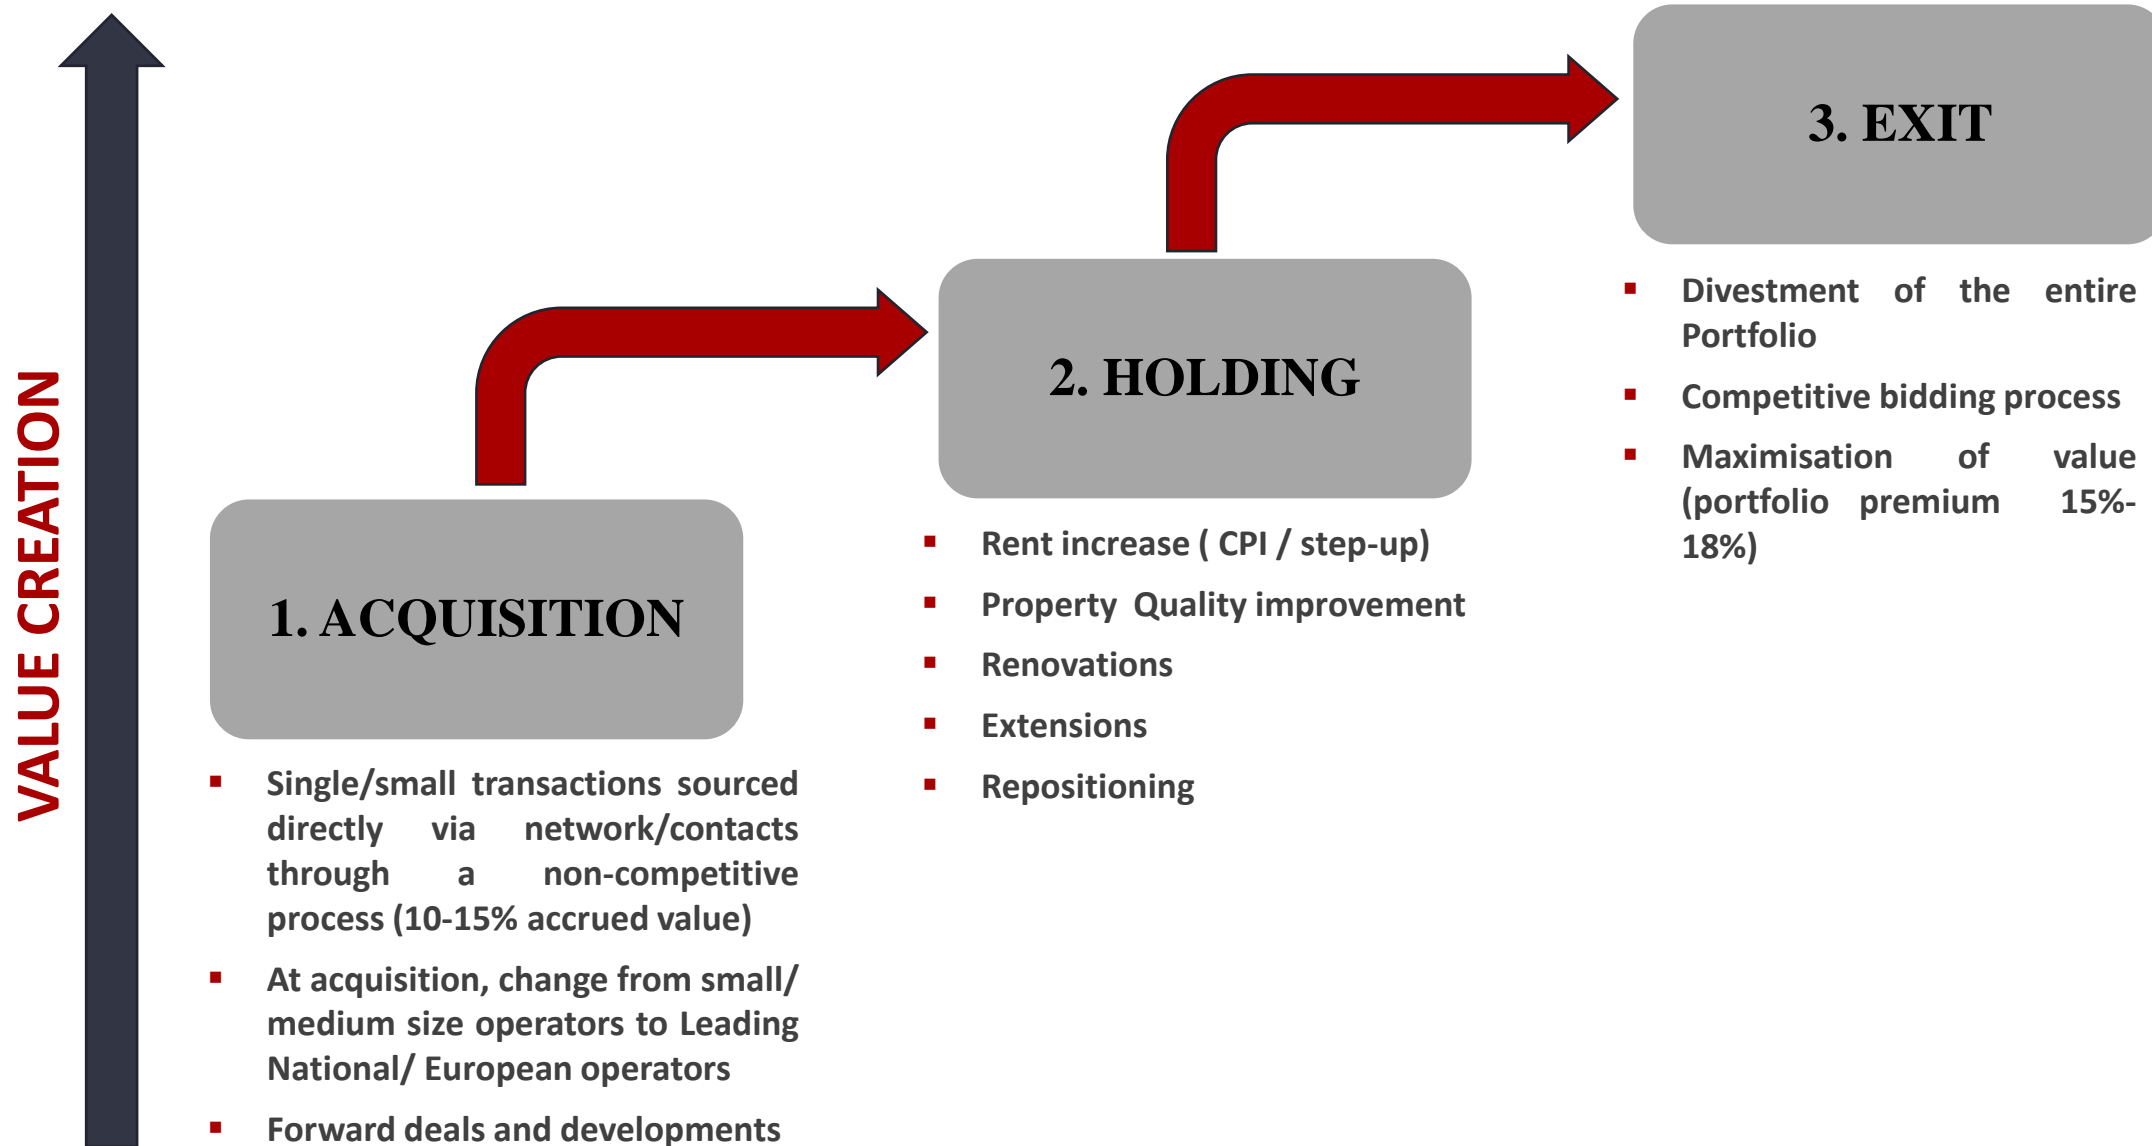 VALUE CREATION
1. ACQUISITION
▪ Single/small transactions sourced
directly via network/contacts
through a non-competitive
process (10-15% accrued value)
▪ At acquisition, change from small/
medium size operators to Leading
National/ European operators
▪ Forward deals and developments
2. HOLDING
▪ Rent increase ( CPI / step-up)
▪ Property Quality improvement
▪ Renovations
▪ Extensions
▪ Repositioning
3. EXIT
▪ Divestment of the entire
Portfolio
▪ Competitive bidding process
▪ Maximisation of value
(portfolio premium 15%-
18%)